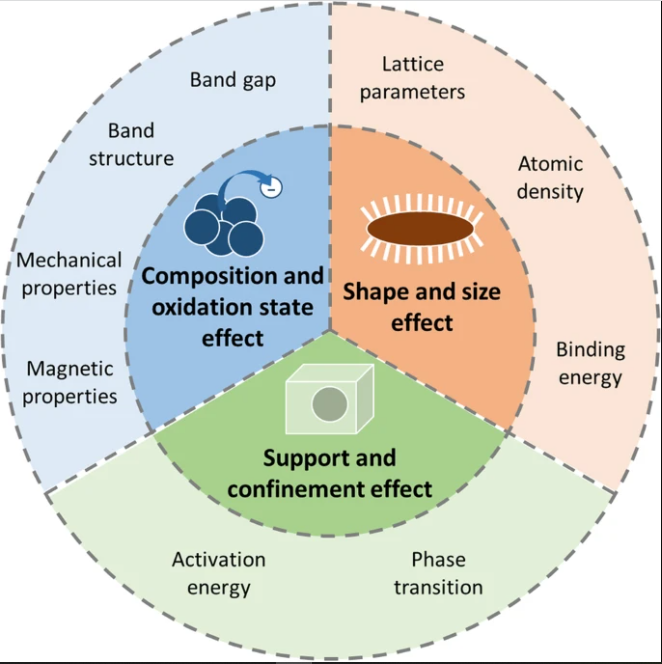 Band gap
Band
structure
Mechanical
properties
Magnetic
properties
Composition and
oxidation state
effect
Lattice
parameters
Atomic
density
Binding
energy
Shape and size
effect
Support and
confinement effect
Activation
energy
Phase
transition